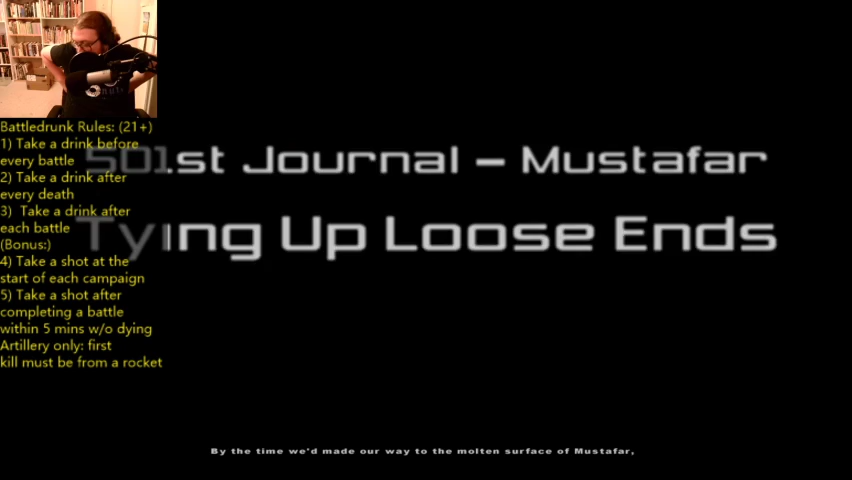 Battledrunk Rules: (21+)
1) Take a drink before
every battle
2) Take a drink after
every death
3)  Take a drink after
each battle
(Bonus:)
4) Take a shot at the
start of each campaign
5) Take a shot after
completing a battle
within 5 mins w/o dying
Artillery only: first
kill must be from a rocket
501st Journal – Mustafar
Tying Up Loose Ends
By the time we'd made our way to the molten surface of Mustafar,